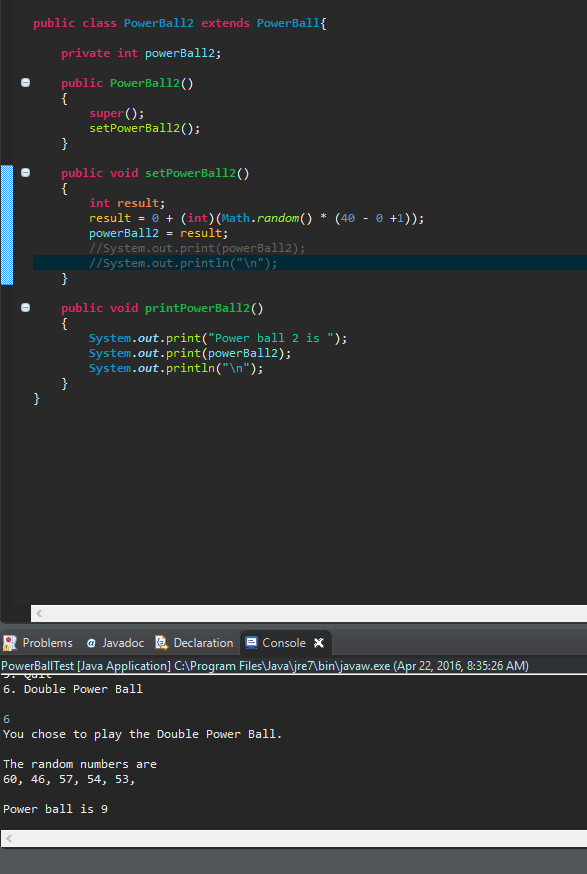 public class PowerBall2 extends PowerBall{
private int powerBall2;
public PowerBall2()
{
super();
setPowerBall2();
}
public void setPowerBall2()
{
int result;
result = 0 + (int)(Math.random() * (40 - 0 +1));
powerBall2 = result;
//System.out.print(powerBall2);
//System.out.println("\n");
}
public void printPowerBall2()
{
System.out.print("Power ball 2 is ");
System.out.print(powerBall2);
System.out.println("\n");
}
}
Problems @ Javadoc Declaration Console
PowerBallTest [Java Application] C:\Program Files\Java\jre7\bin\javaw.exe (Apr 22, 2016, 8:35:26 AM)
5. Quit
6. Double Power Ball
6
You chose to play the Double Power Ball.
The random numbers are
60, 46, 57, 54, 53,
Power ball is 9